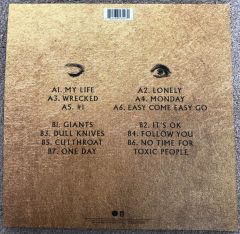 A1. MY LIFE
A2. LONELY
A3. WRECKED
A4. MONDAY
A5. #1
A6. EASY COME EASY GO
B1. GIANTS
B2. IT'S OK
B3. DULL KNIVES
B4. FOLLOW YOU
B5. CUTTHROAT
B6. NO TIME FOR
TOXIC PEOPLE
B7. ONE DAY